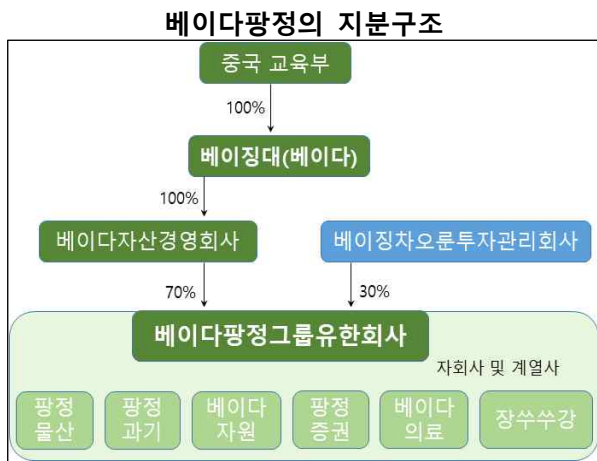 베이다팡정의 지분구조
중국 교육부
100%
베이징대(베이다)
100%
베이다자산경영회사
베이징차오룬투자관리회사
70%
30%
베이다팡정그룹유한회사
자회사 및 계열사
팡정
물산
팡정
과기
베이다
자원
팡정
증권
베이다
의료
장쑤쑤강